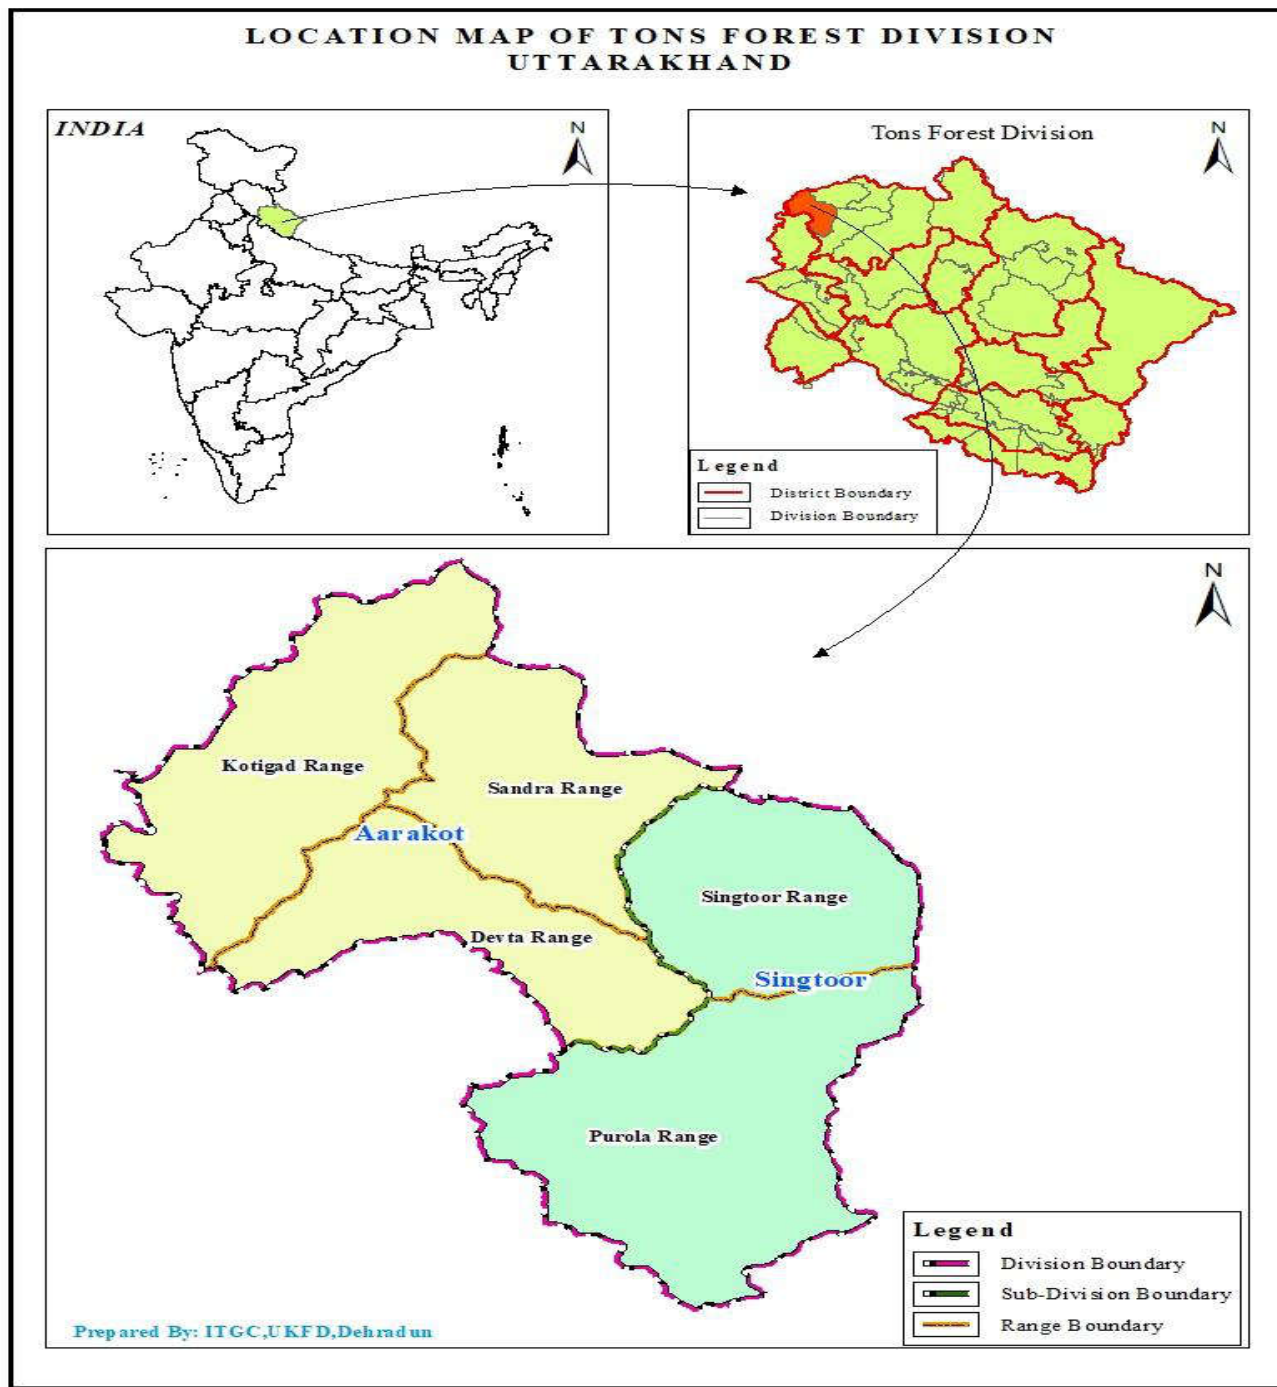 LOCATION MAP OF TONS FOREST DIVISION
UTTARAKHAND
INDIA
N
Tons Forest Division
N
Legend
District Boundary
Division Boundary
N
Kotigad Range
Sandra Range
Aarakot
Singtoor Range
Devta Range
Singtoor
Purola Range
Legend
Division Boundary
Sub-Division Boundary
Range Boundary
Prepared By: ITGC,UKFD,Dehradun